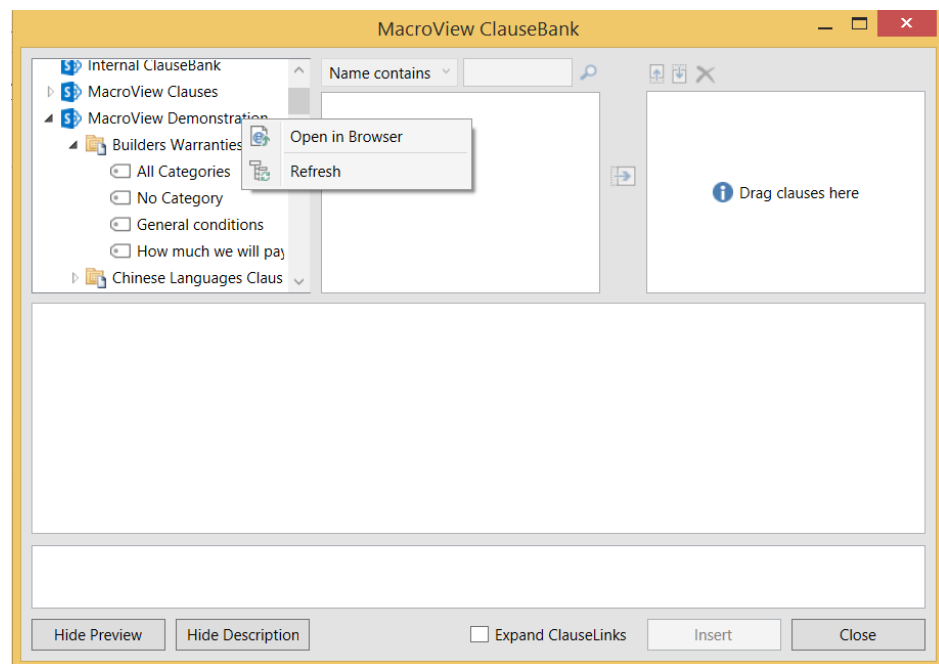 MacroView ClauseBank
Internal ClauseBank
MacroView Clauses
MacroView Demonstration
Builders Warranties
All Categories
No Category
General conditions
How much we will pay
Chinese Languages Claus
Open in Browser
Refresh
Name contains
Drag clauses here
Hide Preview
Hide Description
Expand ClauseLinks
Insert
Close